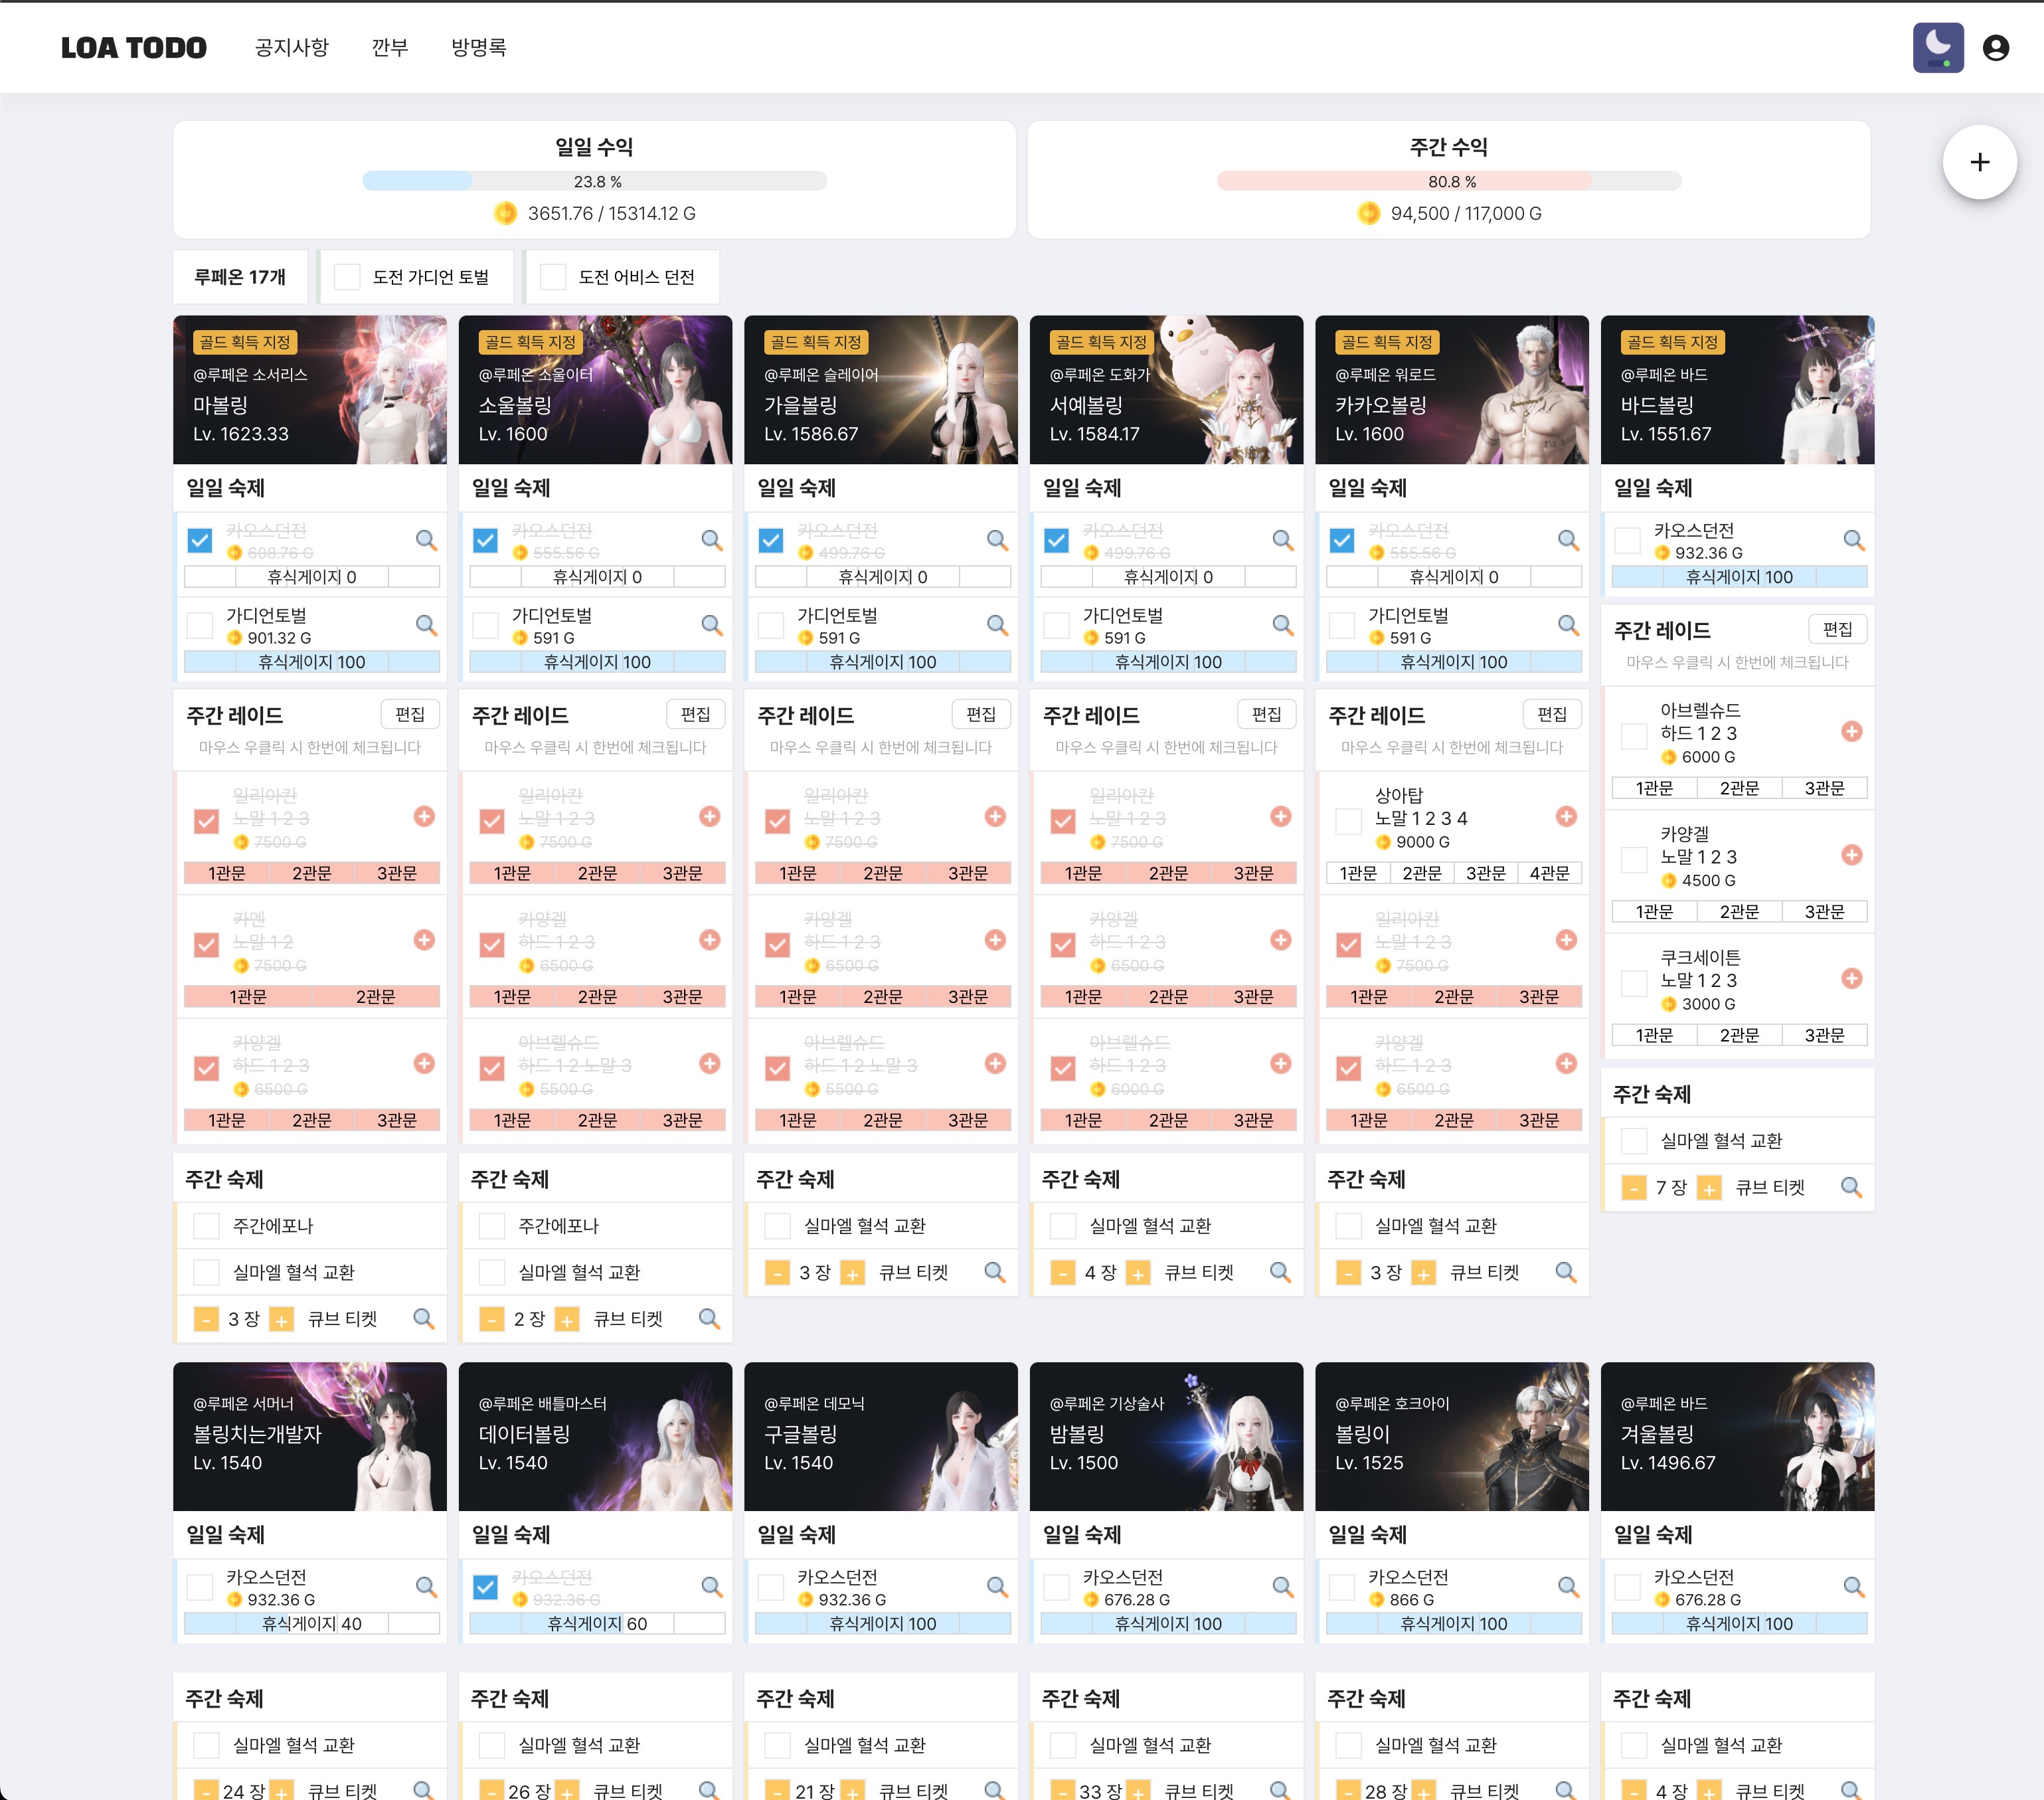 LOA TODO 공지사항 깐부 방명록
일일 수익
23.8 %
3651.76 / 15314.12 G
주간 수익
80.8 %
94,500 / 117,000 G
+
루페온 17개
도전 가디언 토벌
도전 어비스 던전
골드 획득 지정
@루페온 소서리스
마볼링
Lv. 1623.33
일일 숙제
카오스던전
608.76 G
휴식게이지 0
가디언토벌
901.32 G
휴식게이지 100
주간 레이드 편집
마우스 우클릭 시 한번에 체크됩니다
일리아칸
노말 1 2 3
7500 G
1관문 2관문 3관문
카멘
노말 1 2
7500 G
1관문 2관문
카양겔
하드 1 2 3
6500 G
1관문 2관문 3관문
주간 숙제
주간에포나
실마엘 혈석 교환
- 3 장 + 큐브 티켓
골드 획득 지정
@루페온 소울이터
소울볼링
Lv. 1600
일일 숙제
카오스던전
555.56 G
휴식게이지 0
가디언토벌
591 G
휴식게이지 100
주간 레이드 편집
마우스 우클릭 시 한번에 체크됩니다
일리아칸
노말 1 2 3
7500 G
1관문 2관문 3관문
카양겔
하드 1 2 3
6500 G
1관문 2관문 3관문
아브렐슈드
하드 1 2 노말 3
5500 G
1관문 2관문 3관문
주간 숙제
주간에포나
실마엘 혈석 교환
- 2 장 + 큐브 티켓
골드 획득 지정
@루페온 슬레이어
가을볼링
Lv. 1586.67
일일 숙제
카오스던전
499.76 G
휴식게이지 0
가디언토벌
591 G
휴식게이지 100
주간 레이드 편집
마우스 우클릭 시 한번에 체크됩니다
일리아칸
노말 1 2 3
7500 G
1관문 2관문 3관문
카양겔
하드 1 2 3
6500 G
1관문 2관문 3관문
아브렐슈드
하드 1 2 노말 3
5500 G
1관문 2관문 3관문
주간 숙제
실마엘 혈석 교환
- 3 장 + 큐브 티켓
골드 획득 지정
@루페온 도화가
서예볼링
Lv. 1584.17
일일 숙제
카오스던전
499.76 G
휴식게이지 0
가디언토벌
591 G
휴식게이지 100
주간 레이드 편집
마우스 우클릭 시 한번에 체크됩니다
일리아칸
노말 1 2 3
7500 G
1관문 2관문 3관문
카양겔
하드 1 2 3
6500 G
1관문 2관문 3관문
아브렐슈드
하드 1 2 3
6000 G
1관문 2관문 3관문
주간 숙제
실마엘 혈석 교환
- 4 장 + 큐브 티켓
골드 획득 지정
@루페온 워로드
카카오볼링
Lv. 1600
일일 숙제
카오스던전
555.56 G
휴식게이지 0
가디언토벌
591 G
휴식게이지 100
주간 레이드 편집
마우스 우클릭 시 한번에 체크됩니다
상아탑
노말 1 2 3 4
9000 G
1관문 2관문 3관문 4관문
일리아칸
노말 1 2 3
7500 G
1관문 2관문 3관문
카양겔
하드 1 2 3
6500 G
1관문 2관문 3관문
주간 숙제
실마엘 혈석 교환
- 3 장 + 큐브 티켓
골드 획득 지정
@루페온 바드
바드볼링
Lv. 1551.67
일일 숙제
카오스던전
932.36 G
휴식게이지 100
주간 레이드 편집
마우스 우클릭 시 한번에 체크됩니다
아브렐슈드
하드 1 2 3
6000 G
1관문 2관문 3관문
카양겔
노말 1 2 3
4500 G
1관문 2관문 3관문
쿠크세이튼
노말 1 2 3
3000 G
1관문 2관문 3관문
주간 숙제
실마엘 혈석 교환
- 7 장 + 큐브 티켓
@루페온 서머너
볼링치는개발자
Lv. 1540
일일 숙제
카오스던전
932.36 G
휴식게이지 40
주간 숙제
실마엘 혈석 교환
- 24 장 + 큐브 티켓
@루페온 배틀마스터
데이터볼링
Lv. 1540
일일 숙제
카오스던전
932.36 G
휴식게이지 60
주간 숙제
실마엘 혈석 교환
- 26 장 + 큐브 티켓
@루페온 데모닉
구글볼링
Lv. 1540
일일 숙제
카오스던전
932.36 G
휴식게이지 100
주간 숙제
실마엘 혈석 교환
- 21 장 + 큐브 티켓
@루페온 기상술사
밤볼링
Lv. 1500
일일 숙제
카오스던전
676.28 G
휴식게이지 100
주간 숙제
실마엘 혈석 교환
- 33 장 + 큐브 티켓
@루페온 호크아이
볼링이
Lv. 1525
일일 숙제
카오스던전
866 G
휴식게이지 100
주간 숙제
실마엘 혈석 교환
- 28 장 + 큐브 티켓
@루페온 바드
겨울볼링
Lv. 1496.67
일일 숙제
카오스던전
676.28 G
휴식게이지 100
주간 숙제
실마엘 혈석 교환
- 4 장 + 큐브 티켓